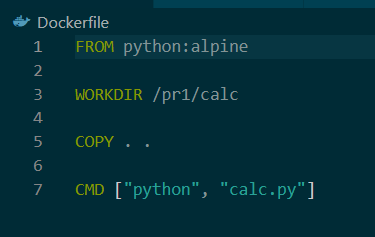 Dockerfile
1 FROM python:alpine
2
3 WORKDIR /pr1/calc
4
5 COPY . .
6
7 CMD ["python", "calc.py"]